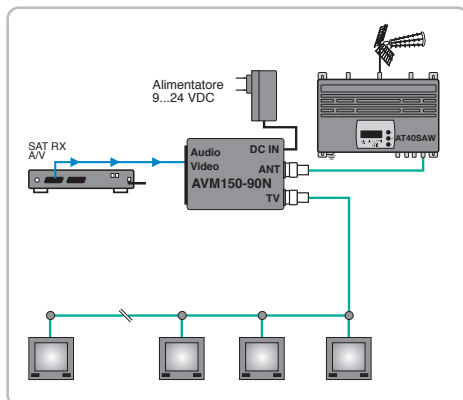 Alimentatore
9...24 VDC
SAT RX
A/V
Audio
Video
DC IN
ANT
AVM150-90N
TV
AT40SAW